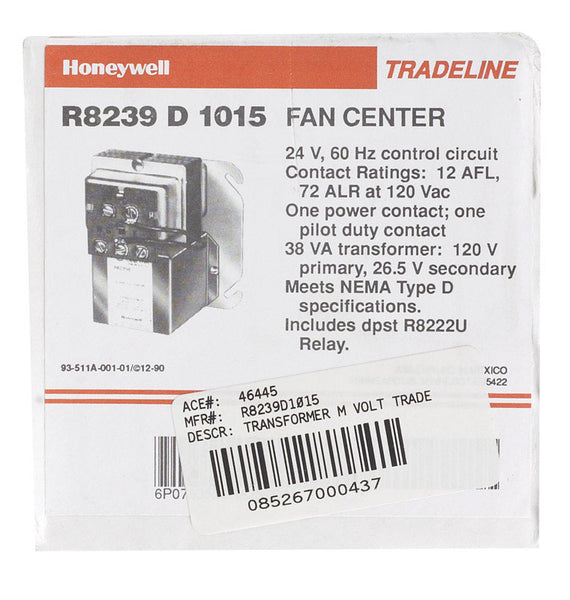 Honeywell
TRADELINE
R8239 D 1015 FAN CENTER
24 V, 60 Hz control circuit
Contact Ratings: 12 AFL,
72 ALR at 120 Vac
One power contact; one
pilot duty contact
38 VA transformer: 120 V
primary, 26.5 V secondary
Meets NEMA Type D
specifications.
Includes dpst R8222U
Relay.
93-511A-001-01/©12-90
XICO
5422
ACE#: 46445
MFR#: R8239D1015
DESCR: TRANSFORMER M VOLT TRADE
6P07
085267000437